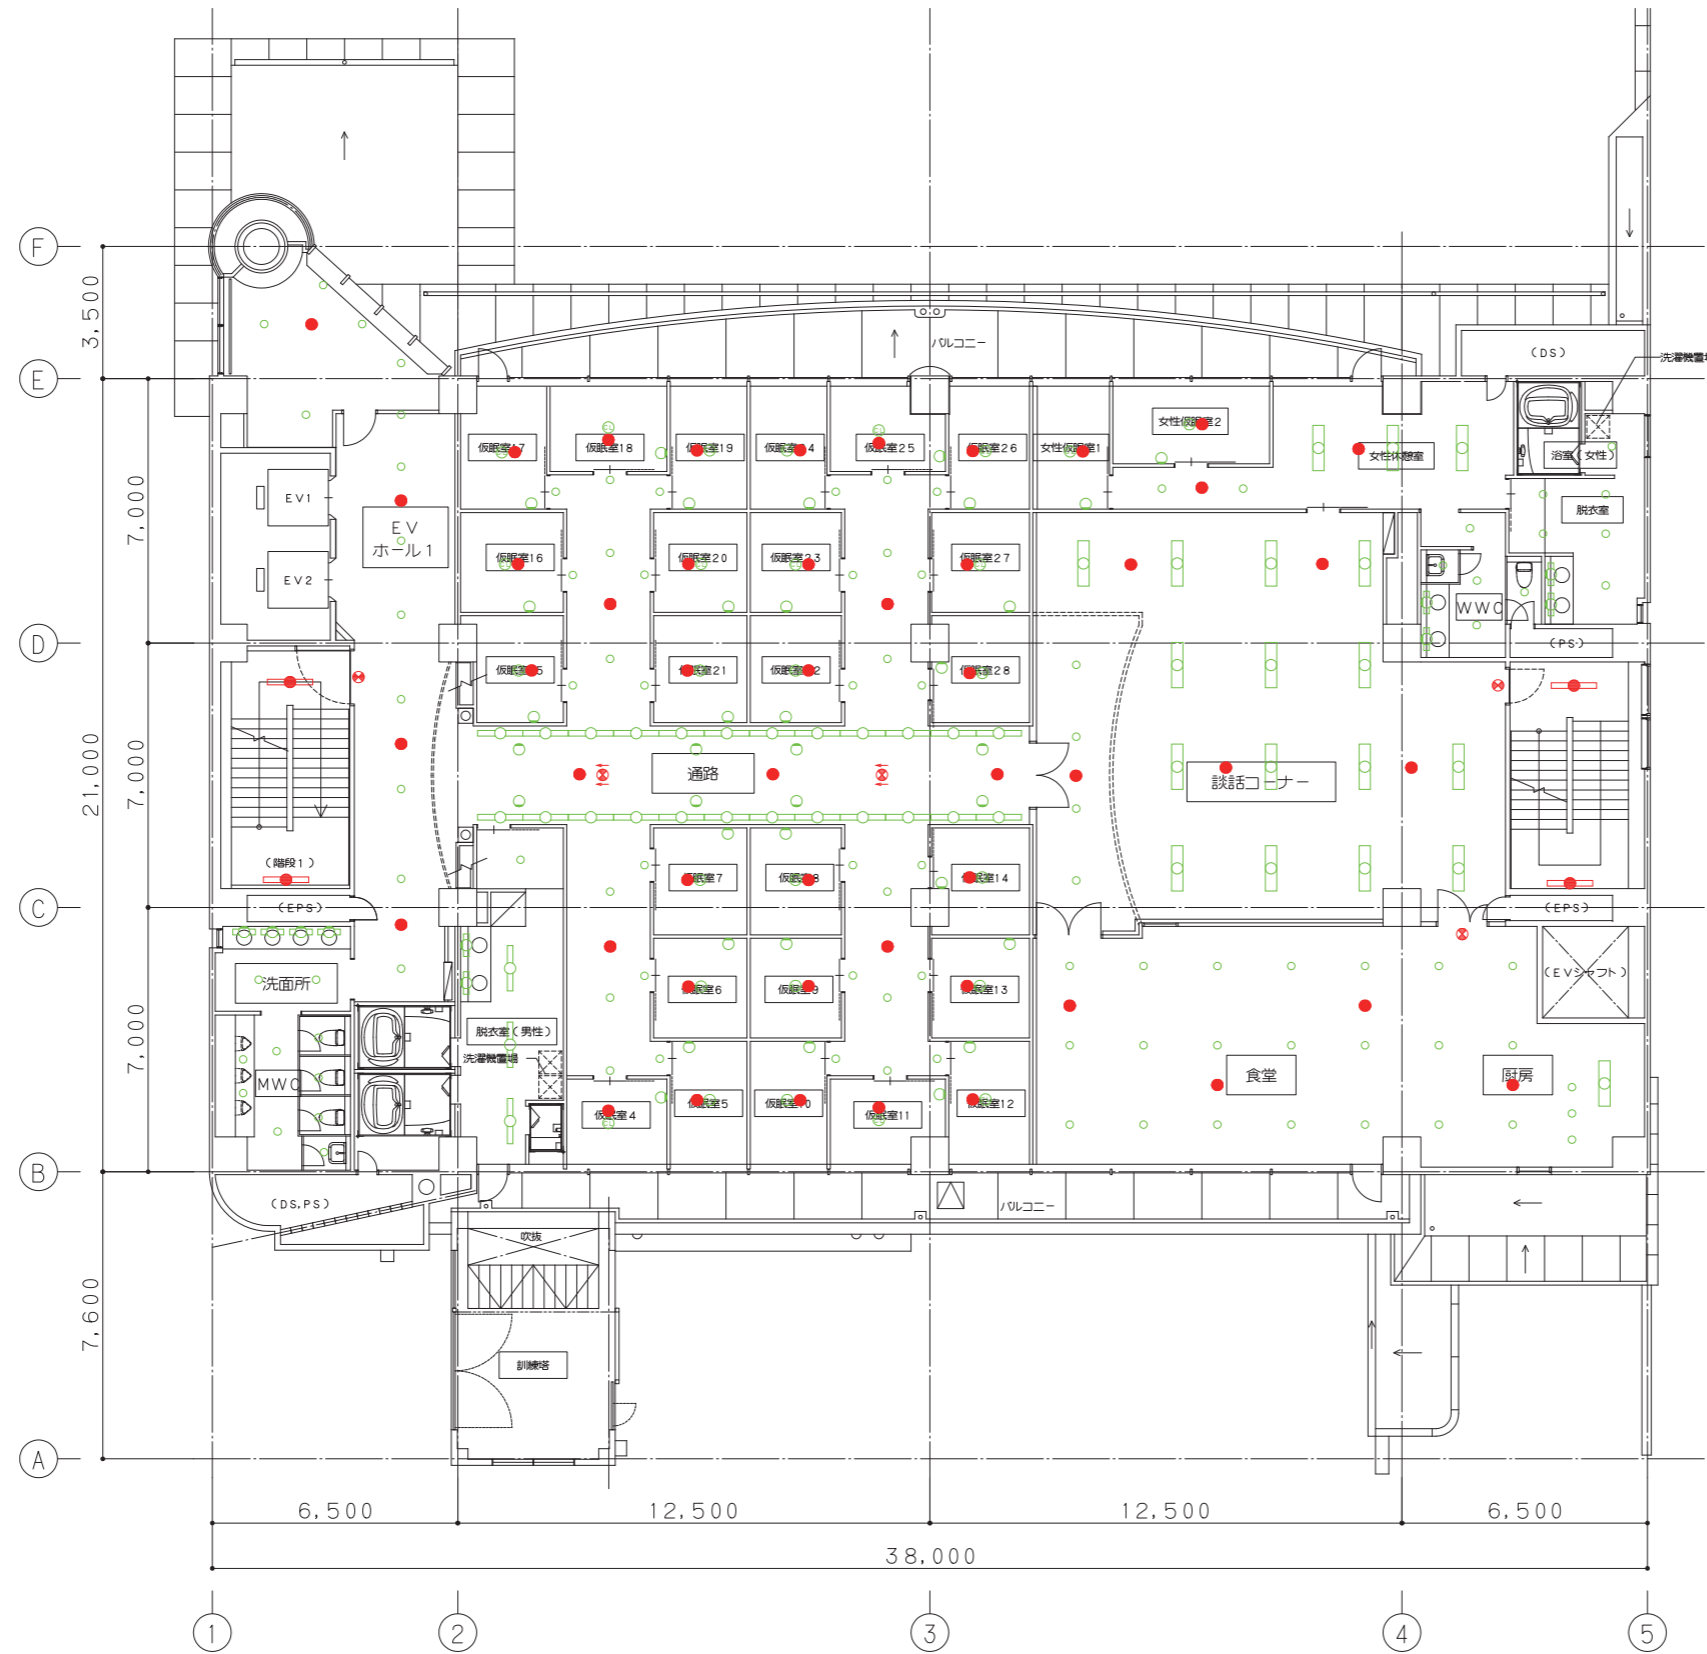 F
3,500
バルコニー
(DS)
E
仮眠室17
仮眠室18
仮眠室19
仮眠室25
仮眠室26
女性仮眠室1
女性仮眠室2
女性休憩室
浴室(女性)
7,000
EV1
EV
ホール1
脱衣室
仮眠室16
仮眠室20
仮眠室23
仮眠室27
EV2
WWC
D
(PS)
仮眠室21
仮眠室28
21,000
7,000
通路
談話コーナー
(階段1)
仮眠室7
仮眠室14
C
(EPS)
(EPS)
洗面所
(EVシャフト)
仮眠室6
仮眠室9
仮眠室13
脱衣室(男性)
洗濯機置場
7,000
MWC
食堂
厨房
仮眠室4
仮眠室5
仮眠室10
仮眠室11
仮眠室12
B
(DS,PS)
バルコニー
吹抜
7,600
訓練塔
A
6,500
12,500
12,500
6,500
38,000
1
2
3
4
5